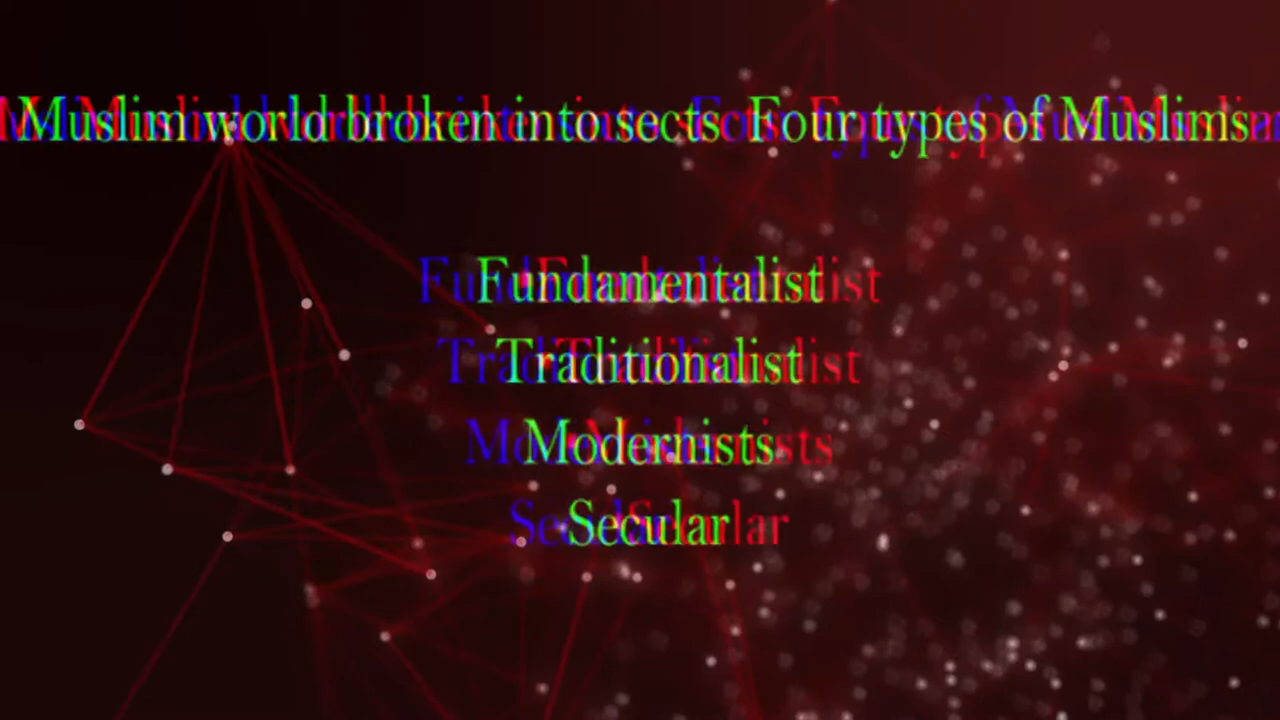 Muslim world broken into sects Four types of Muslims
Fundamentalist
Traditionalist
Modernists
Secular